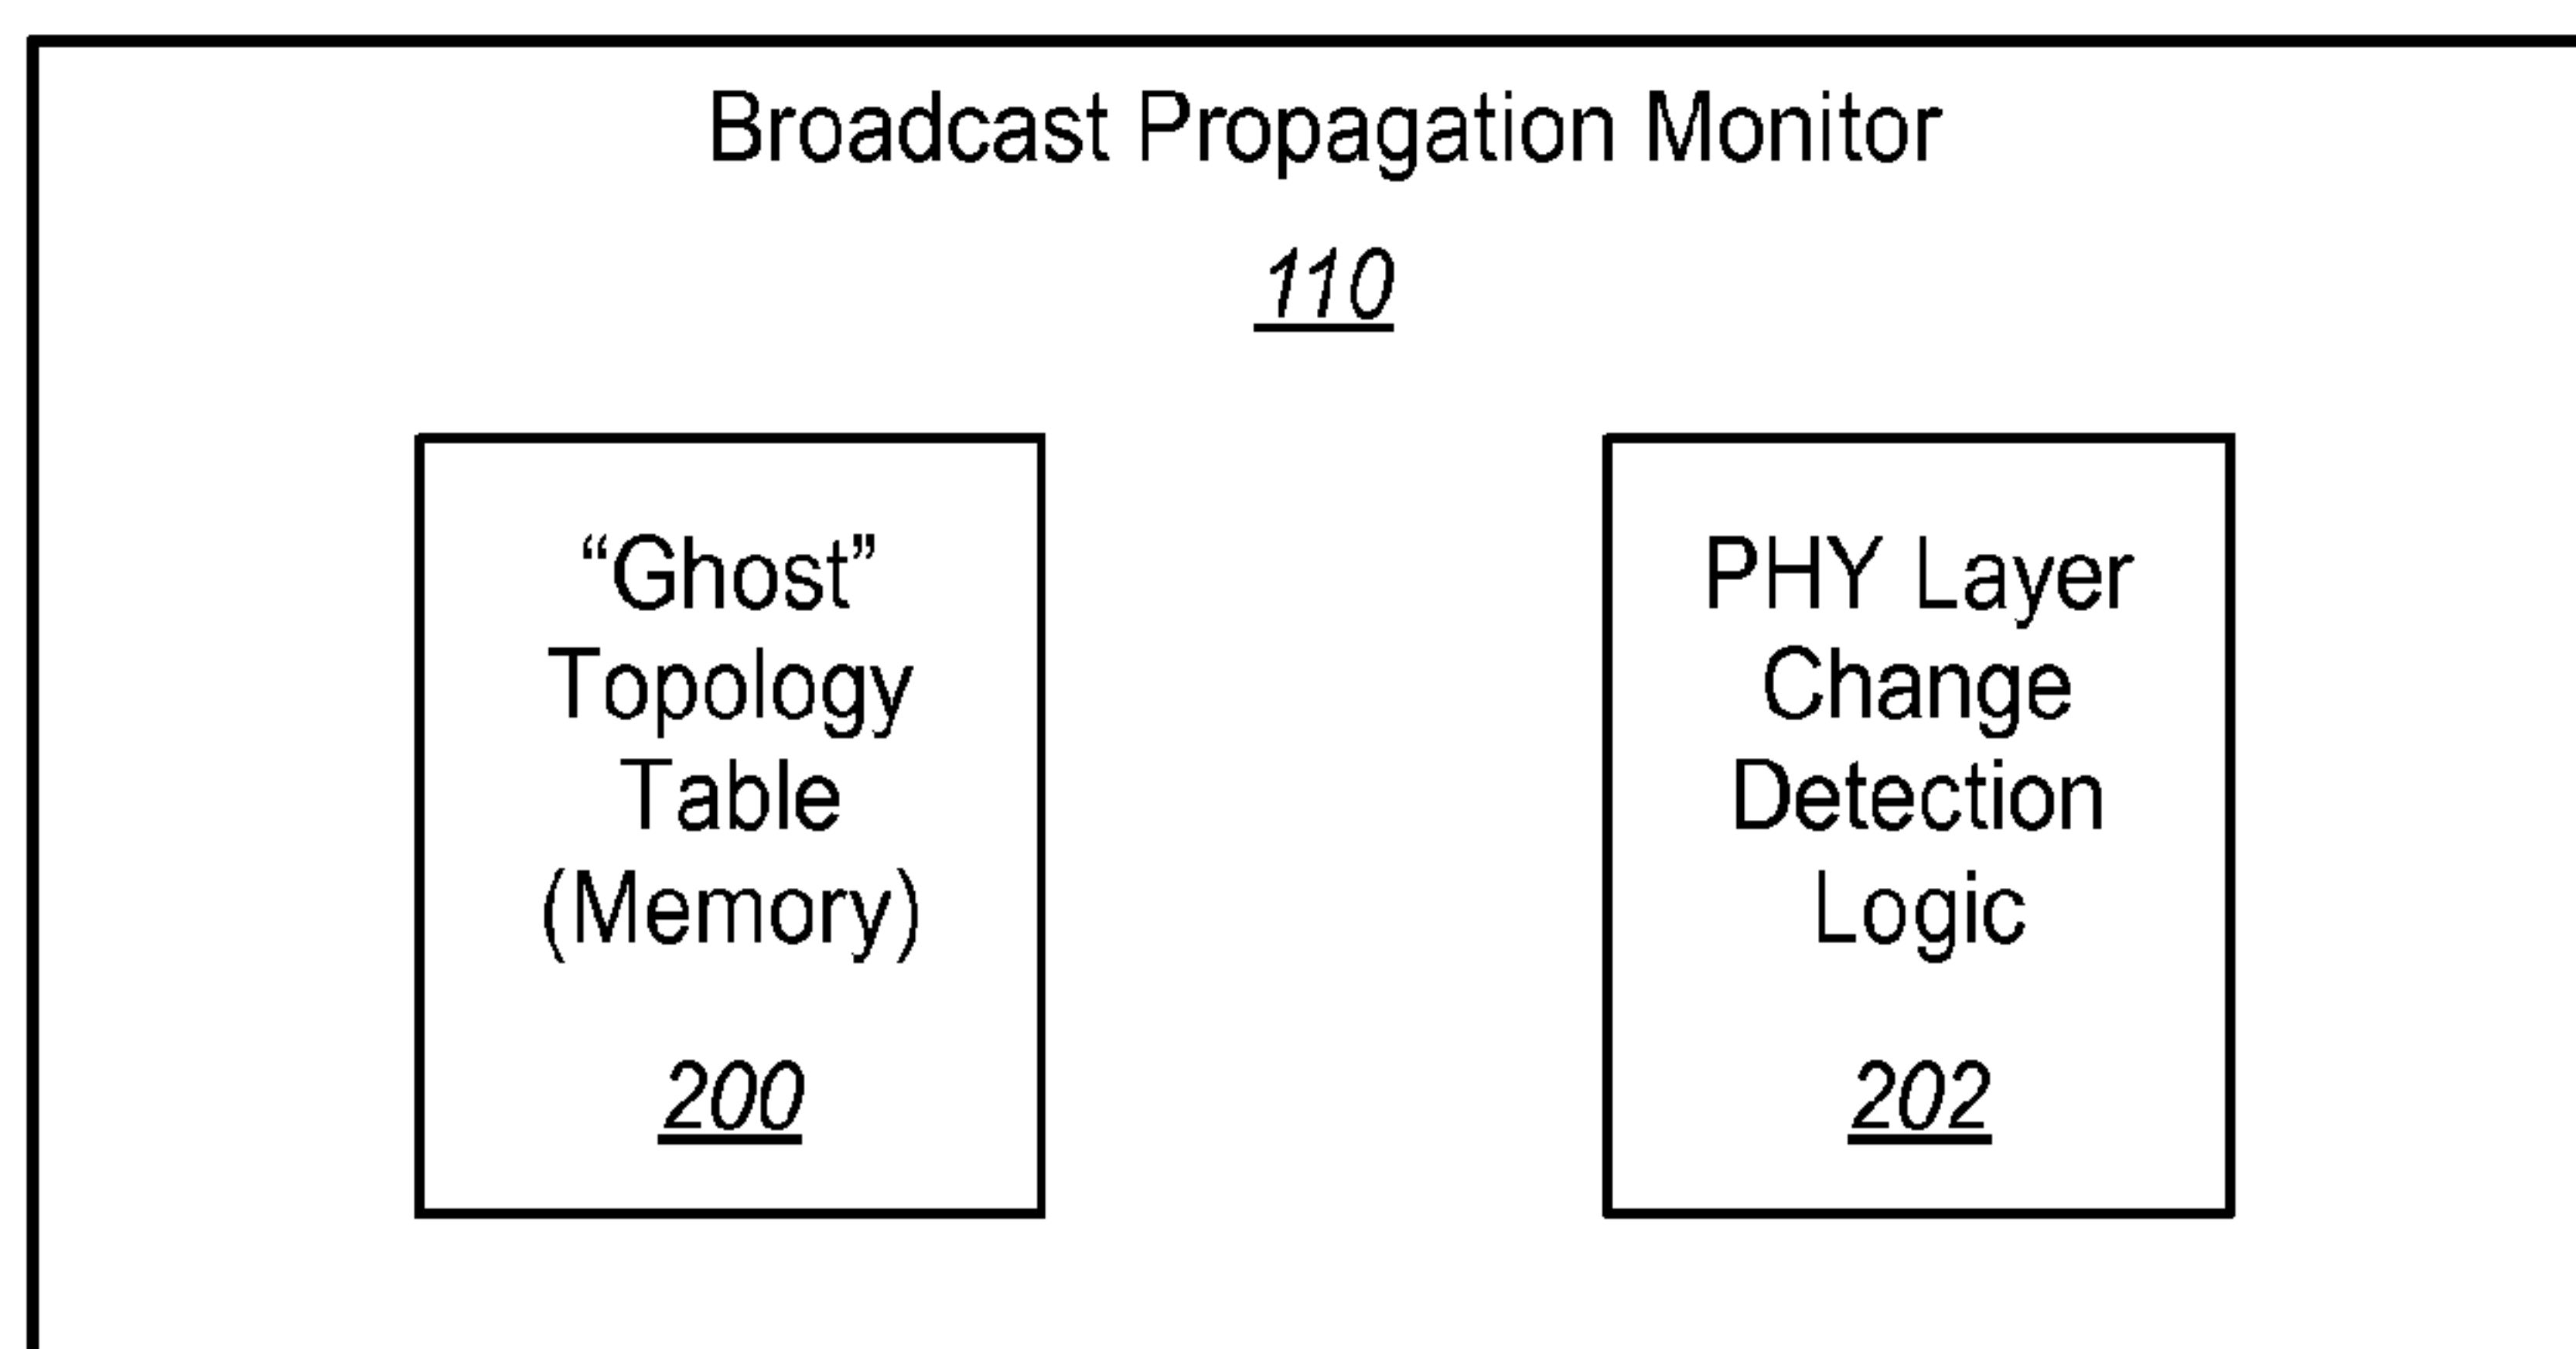 Broadcast Propagation Monitor
110
“Ghost”
Topology
Table
(Memory)
200
PHY Layer
Change
Detection
Logic
202